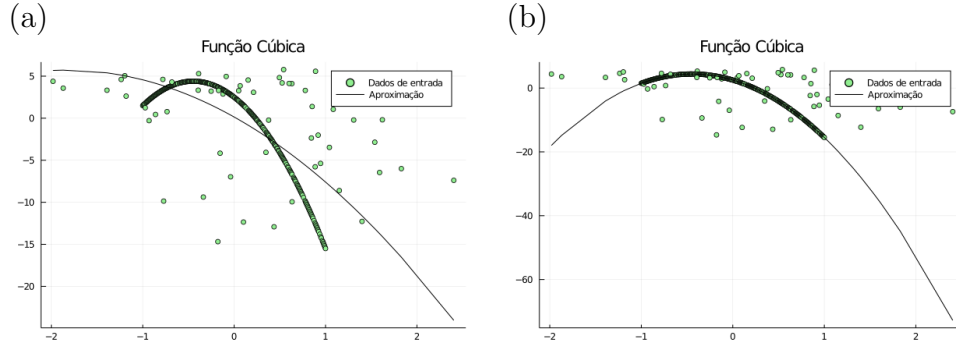 (a)
Função Cúbica
Dados de entrada
Aproximação
5
0
−5
−10
−15
−20
−2
−1
0
1
2
(b)
Função Cúbica
Dados de entrada
Aproximação
0
−20
−40
−60
−2
−1
0
1
2